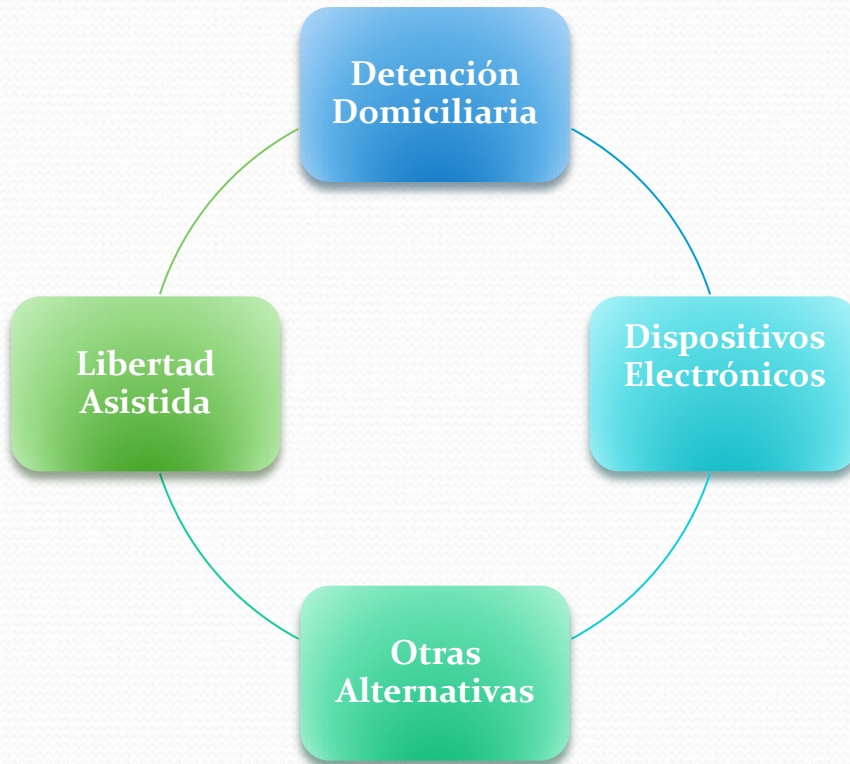 Detención
Domiciliaria
Dispositivos
Electrónicos
Otras
Alternativas
Libertad
Asistida